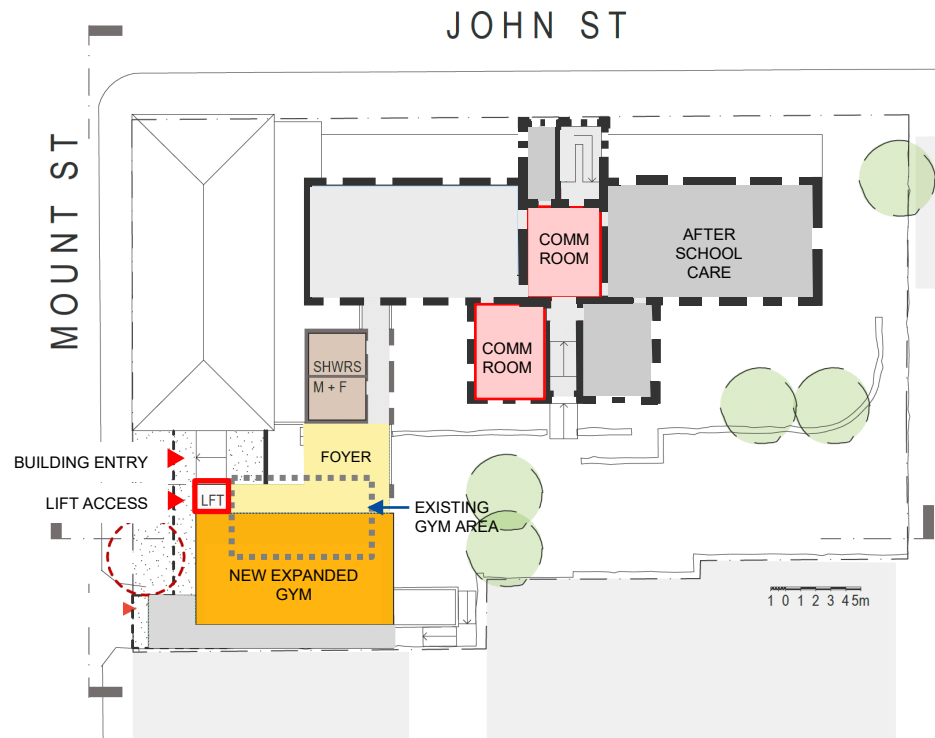 JOHN ST
MOUNT ST
COMM
ROOM
AFTER
SCHOOL
CARE
COMM
ROOM
SHWRS
M + F
FOYER
BUILDING ENTRY
LIFT ACCESS
LFT
EXISTING
GYM AREA
NEW EXPANDED
GYM
1 0 1 2 3 4 5m